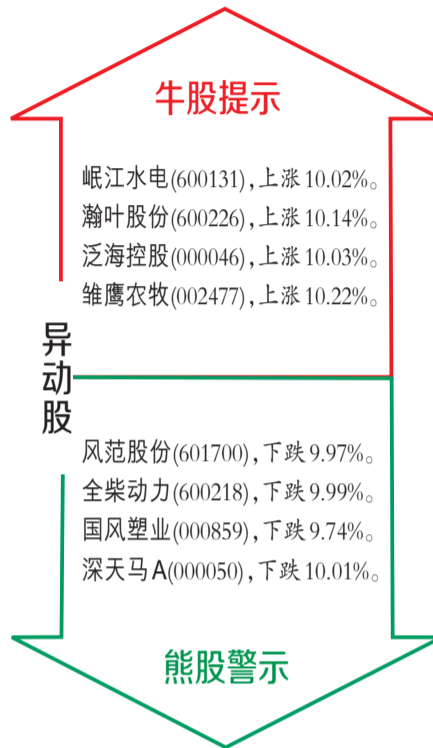 牛股提示
岷江水电(600131),上涨10.02%。
瀚叶股份(600226),上涨10.14%。
泛海控股(000046),上涨10.03%。
雏鹰农牧(002477),上涨10.22%。
异动股
风范股份(601700),下跌9.97%。
全柴动力(600218),下跌9.99%。
国风塑业(000859),下跌9.74%。
深天马A(000050),下跌10.01%。
熊股警示